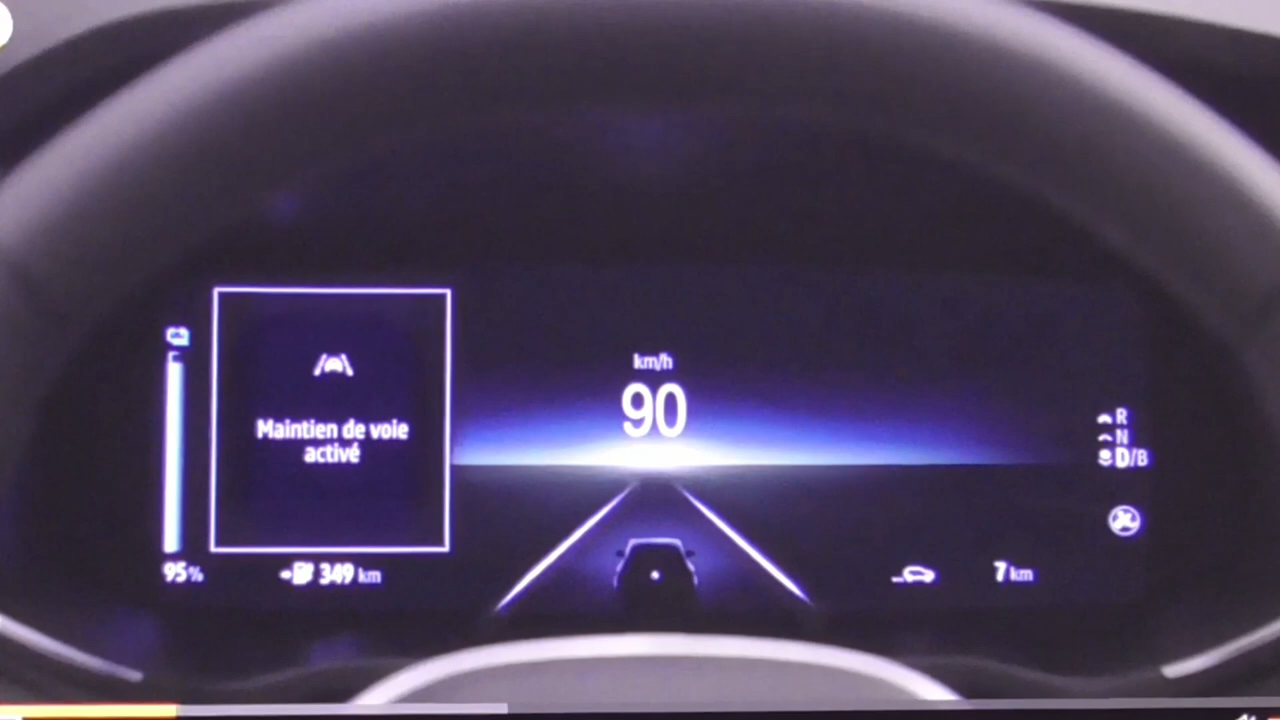 km/h
90
Maintien de voie
activé
R
N
D/B
95%
349 km
7 km